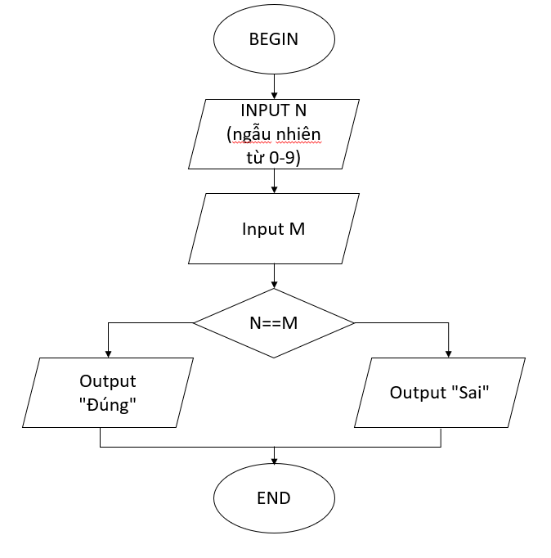 BEGIN
INPUT N
(ngẫu nhiên
từ 0-9)
Input M
N==M
Output
"Đúng"
Output "Sai"
END